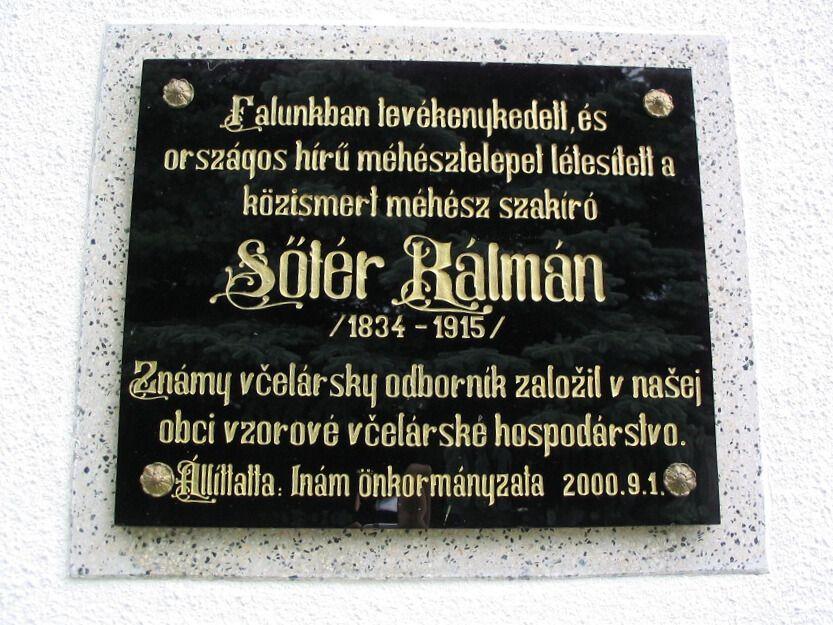 Falunkban tevékenykedett, és
országos hírű méhésztelepet létesített a
közismert méhész szakíró
Sőtér Kálmán
/1834 - 1915/
Známy včelársky odborník založil v našej
obci vzorové včelárské hospodárstvo.
Állíttatta: Inám önkormányzata 2000.9.1.